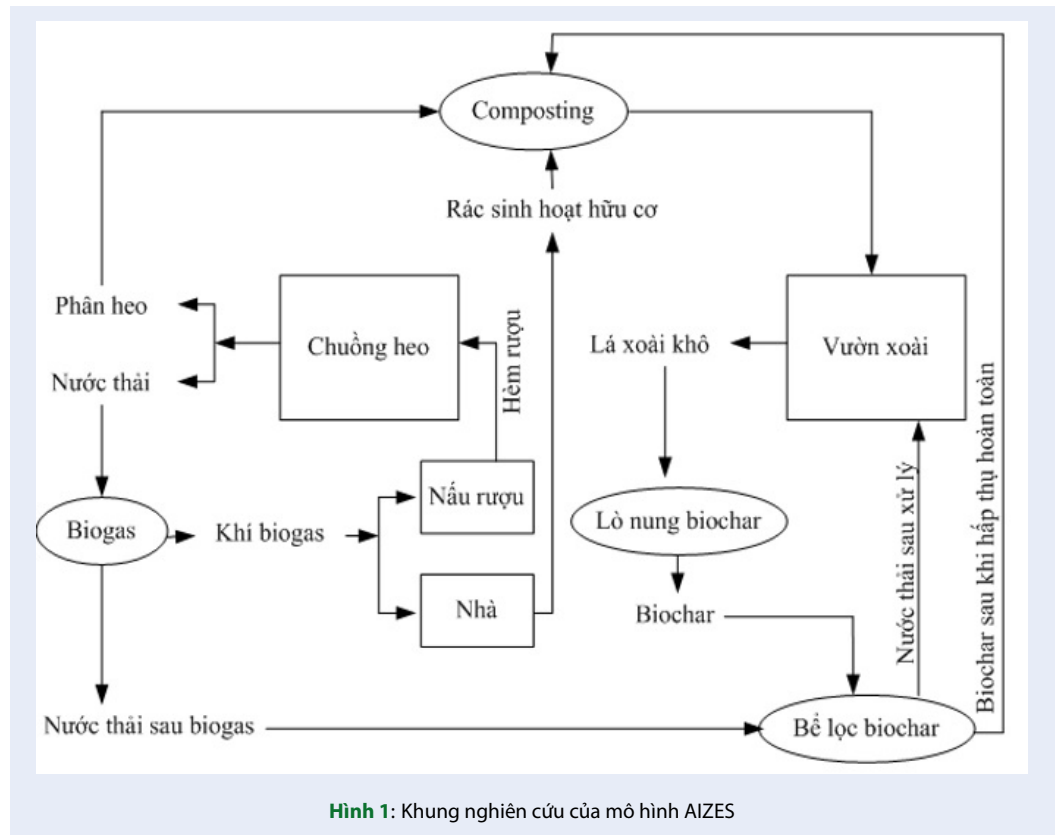 Composting
Rác sinh hoạt hữu cơ
Phân heo
Chuồng heo
Hèm rượu
Lá xoài khô
Vườn xoài
Nước thải
Nấu rượu
Biogas
Khí biogas
Lò nung biochar
Nước thải sau xử lý
Biochar sau khi hấp thụ hoàn toàn
Nhà
Biochar
Nước thải sau biogas
Bể lọc biochar
Hình 1: Khung nghiên cứu của mô hình AIZES